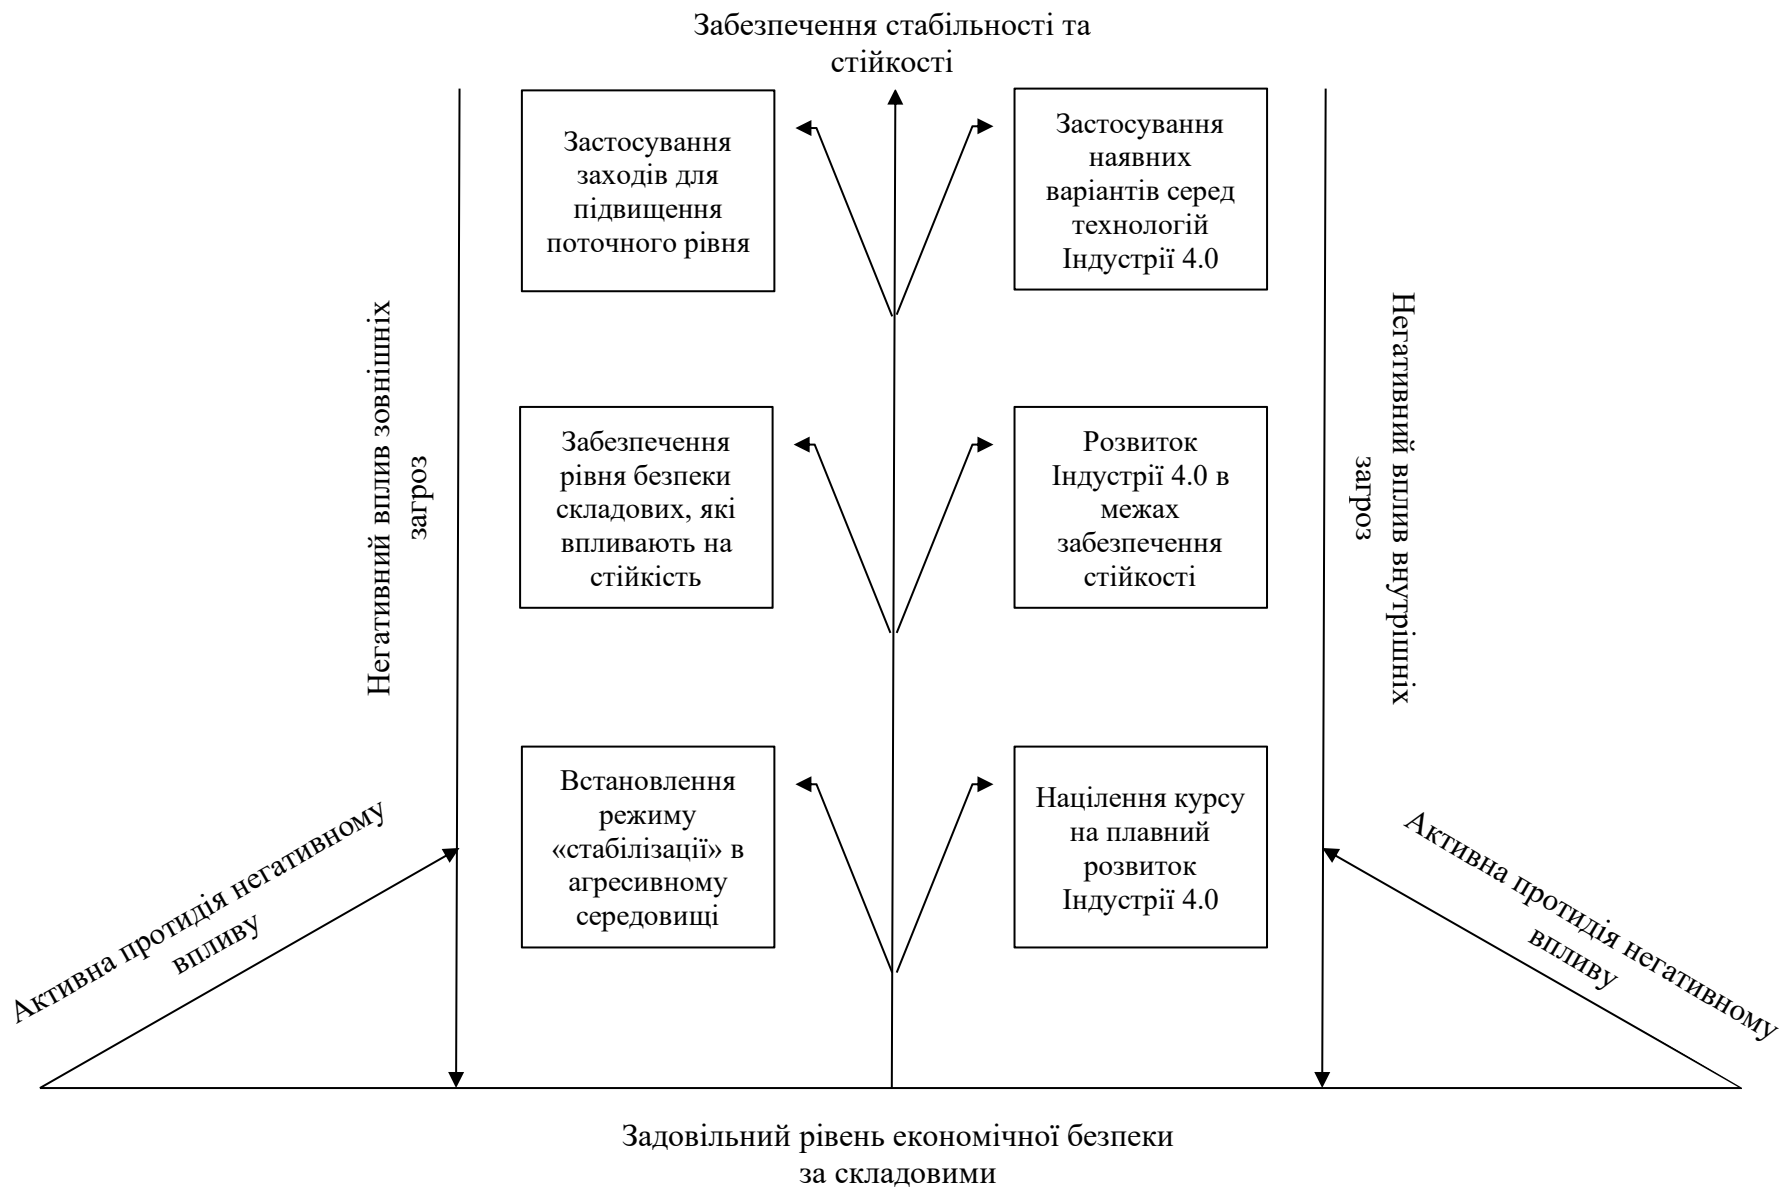 Забезпечення стабільності та
стійкості
Застосування
заходів для
підвищення
поточного рівня
Застосування
наявних
варіантів серед
технологій
Індустрії 4.0
Негативний вплив зовнішніх
загроз
Негативний вплив внутрішніх
загроз
Забезпечення
рівня безпеки
складових, які
впливають на
стійкість
Розвиток
Індустрії 4.0 в
межах
забезпечення
стійкості
Встановлення
режиму
«стабілізації» в
агресивному
середовищі
Націлення курсу
на плавний
розвиток
Індустрії 4.0
Активна протидія негативному
впливу
Активна протидія негативному
впливу
Задовільний рівень економічної безпеки
за складовими